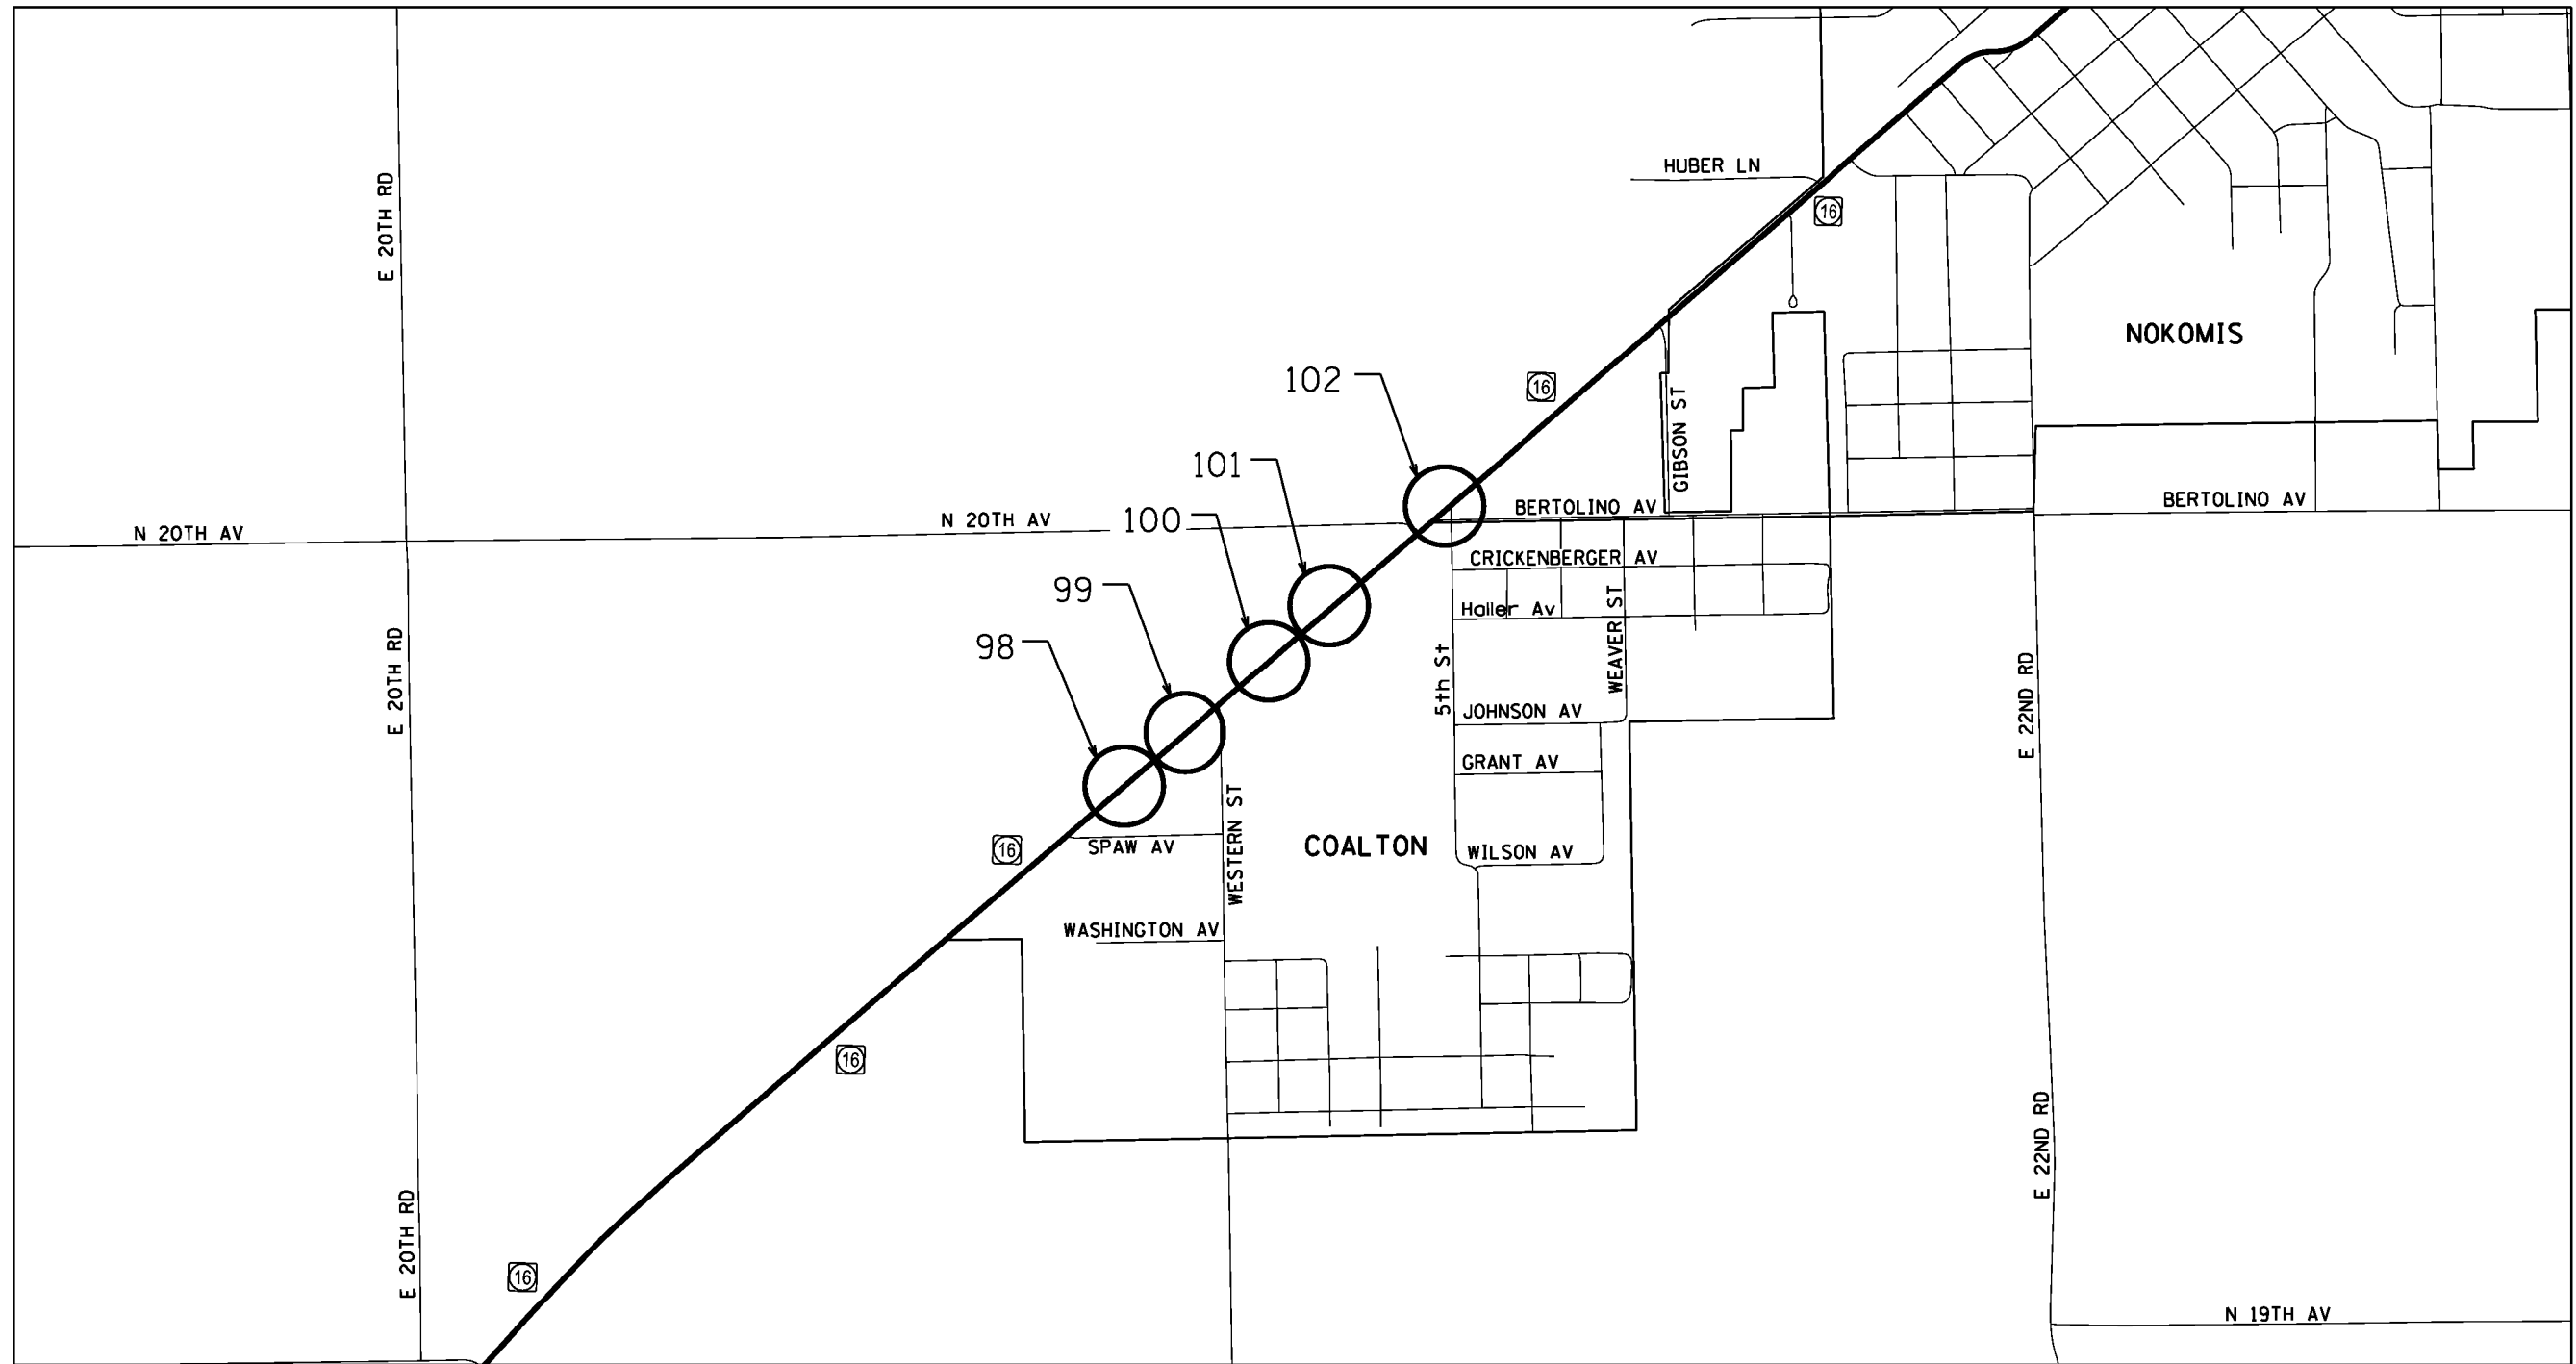 E 20TH RD
HUBER LN
16
NOKOMIS
102
16
GIBSON ST
101
100
N 20TH AV
N 20TH AV
BERTOLINO AV
BERTOLINO AV
CRICKENBERGER AV
99
Haller Av
WEAVER ST
98
E 20TH RD
5th St
JOHNSON AV
E 22ND RD
GRANT AV
WESTERN ST
16
SPAW AV
COALTON
WILSON AV
WASHINGTON AV
16
E 22ND RD
E 20TH RD
16
N 19TH AV